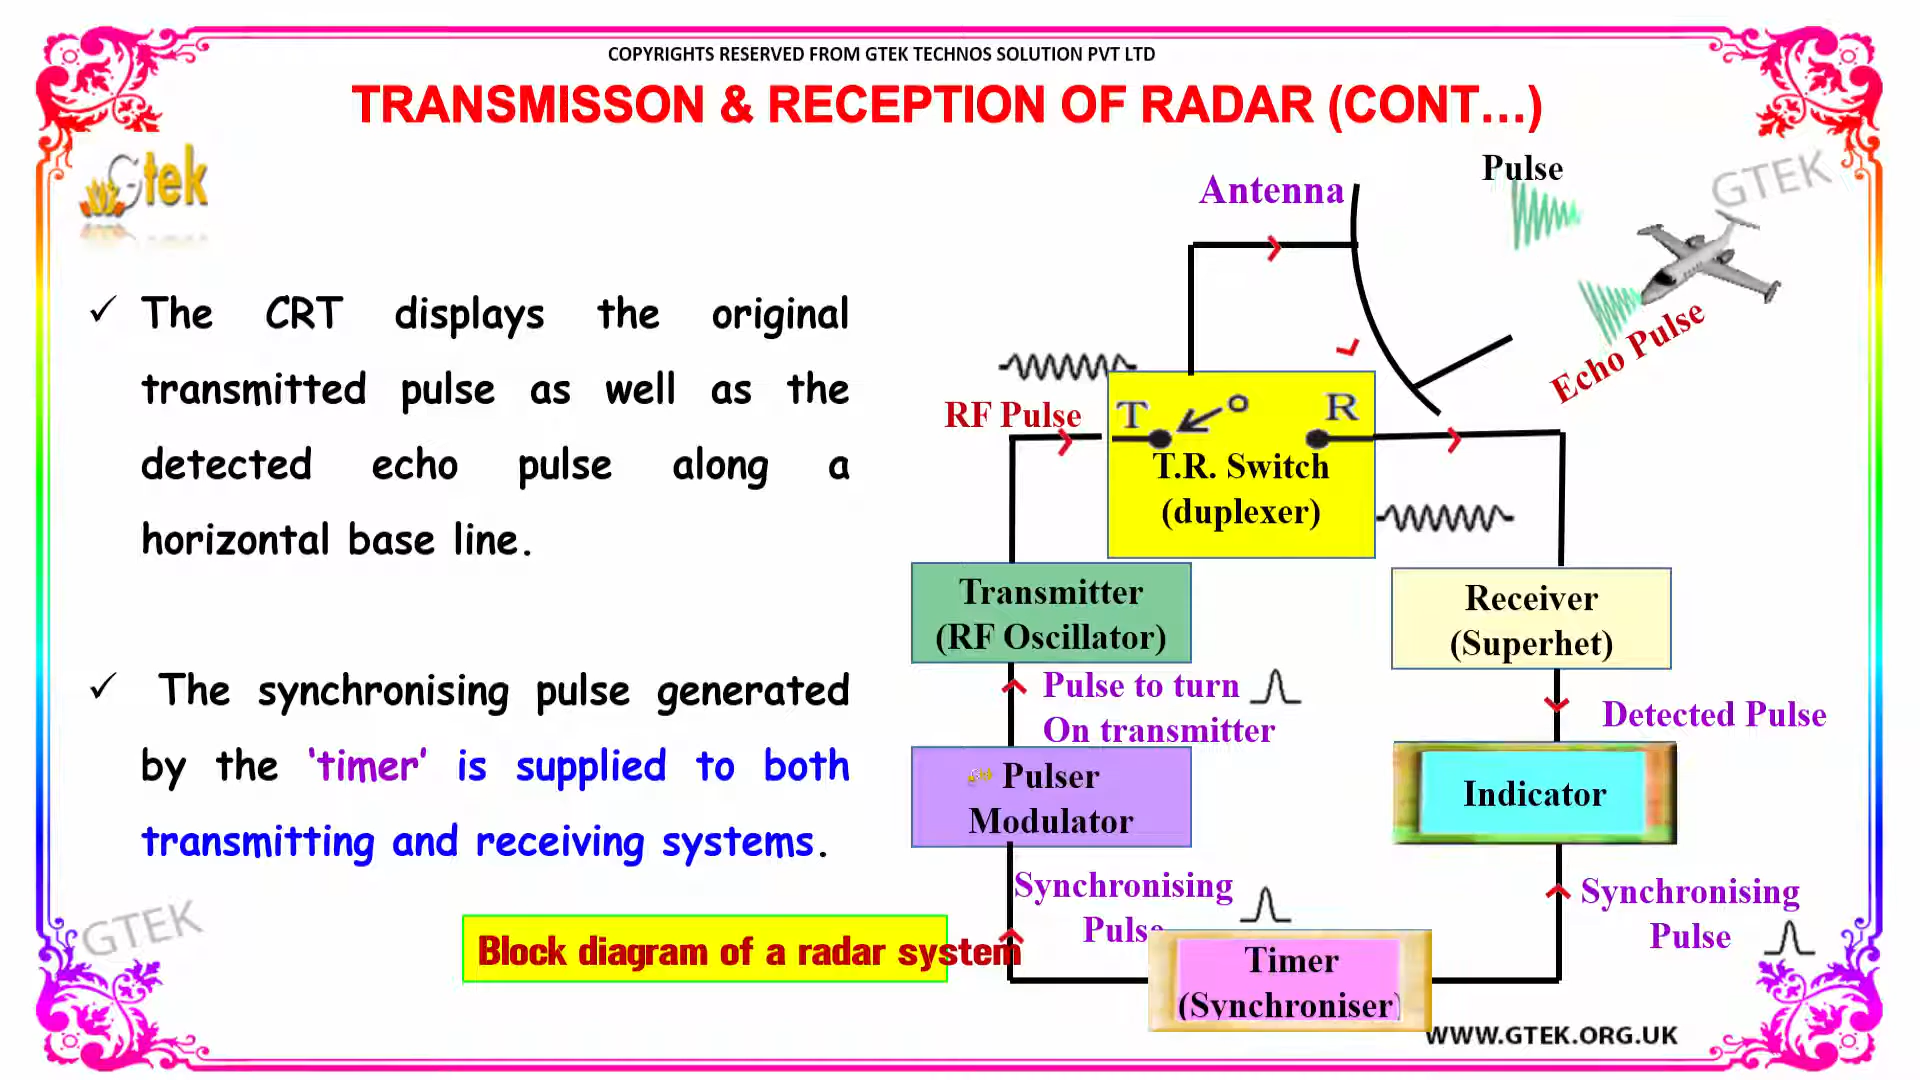 COPYRIGHTS RESERVED FROM GTEK TECHNOS SOLUTION PVT LTD
TRANSMISSON & RECEPTION OF RADAR (CONT...)
Gtek
GTEK
✓ The CRT displays the original
transmitted pulse as well as the
detected echo pulse along a
horizontal base line.
✓ The synchronising pulse generated
by the ‘timer’ is supplied to both
transmitting and receiving systems.
GTEK
Block diagram of a radar system
Pulse
Antenna
Echo Pulse
RF Pulse
T
R
T.R. Switch
(duplexer)
Transmitter
(RF Oscillator)
Receiver
(Superhet)
Pulse to turn
On transmitter
Detected Pulse
Pulser
Modulator
Indicator
Synchronising
Pulse
Synchronising
Pulse
Timer
(Synchroniser)
WWW.GTEK.ORG.UK